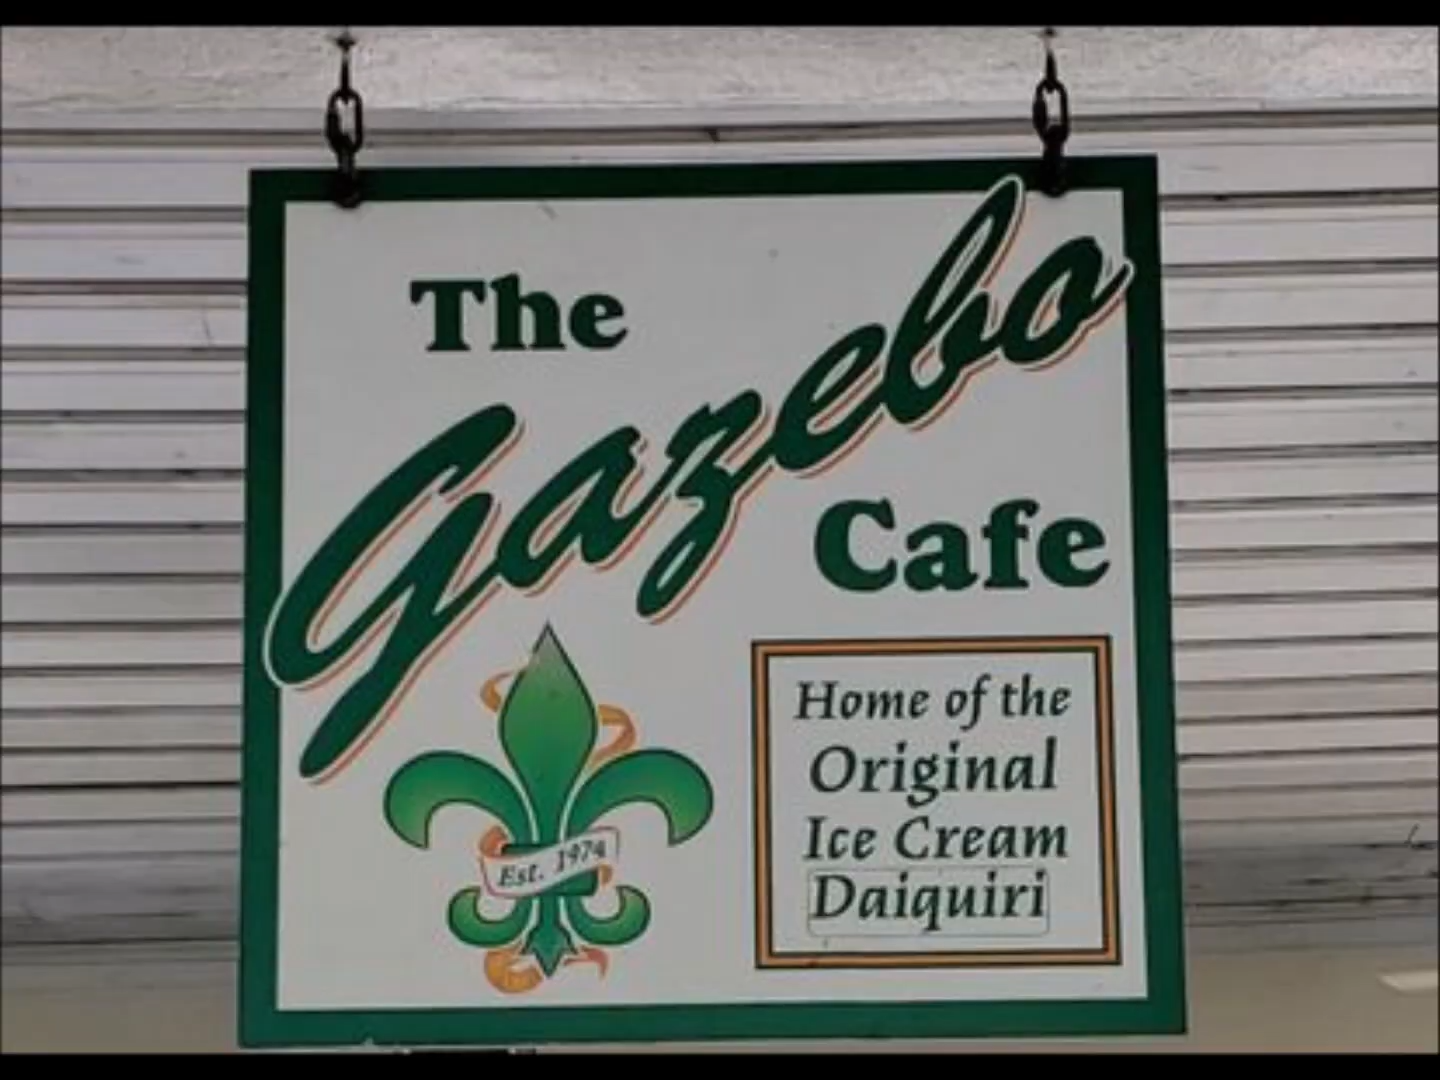 The
Gazebo
Cafe
Est. 1974
Home of the
Original
Ice Cream
Daiquiri